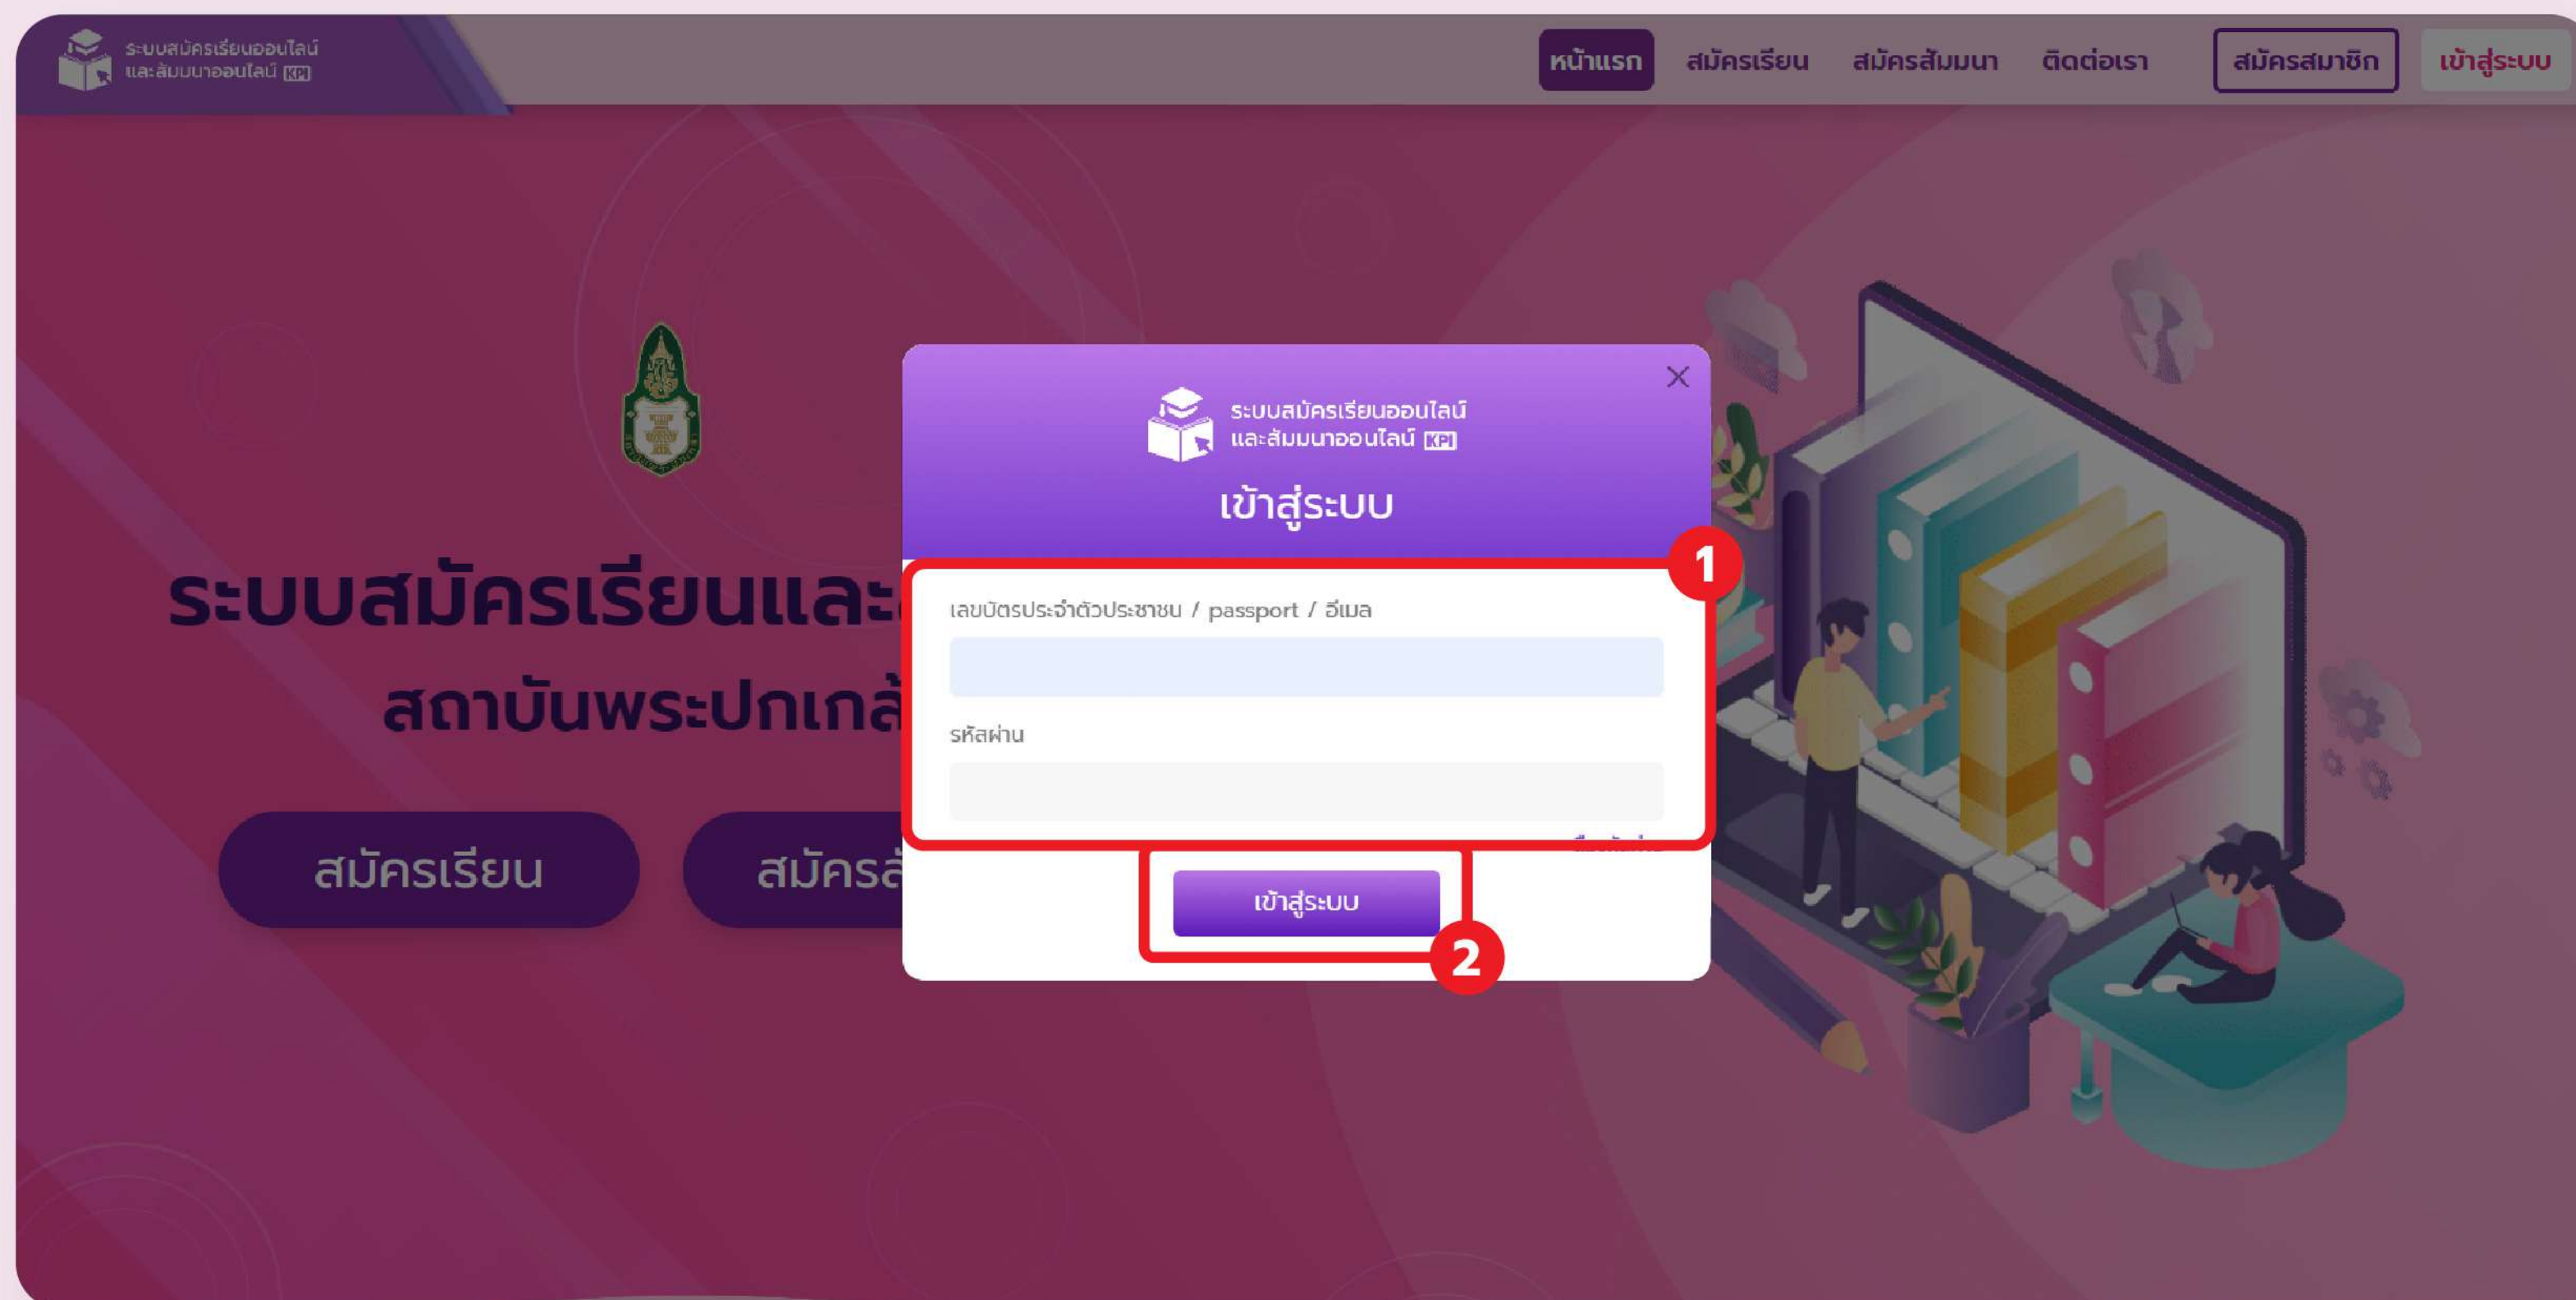 ระบบสมัครเรียนออนไลน์
และสัมมนาออนไลน์ KPI
หน้าแรก สมัครเรียน สมัครสัมมนา ติดต่อเรา สมัครสมาชิก เข้าสู่ระบบ
ระบบสมัครเรียนออนไลน์
และสัมมนาออนไลน์ KPI
เข้าสู่ระบบ
1
ระบบสมัครเรียนและ
สถาบันพระปกเกล้
เลขบัตรประจำตัวประชาชน / passport / อีเมล
รหัสผ่าน
สมัครเรียน
สมัครสั
เข้าสู่ระบบ
2